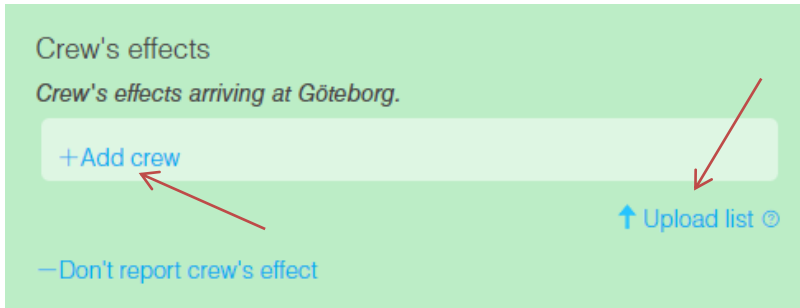 Crew's effects
Crew's effects arriving at Göteborg.
+Add crew
Upload list ?
−Don't report crew's effect